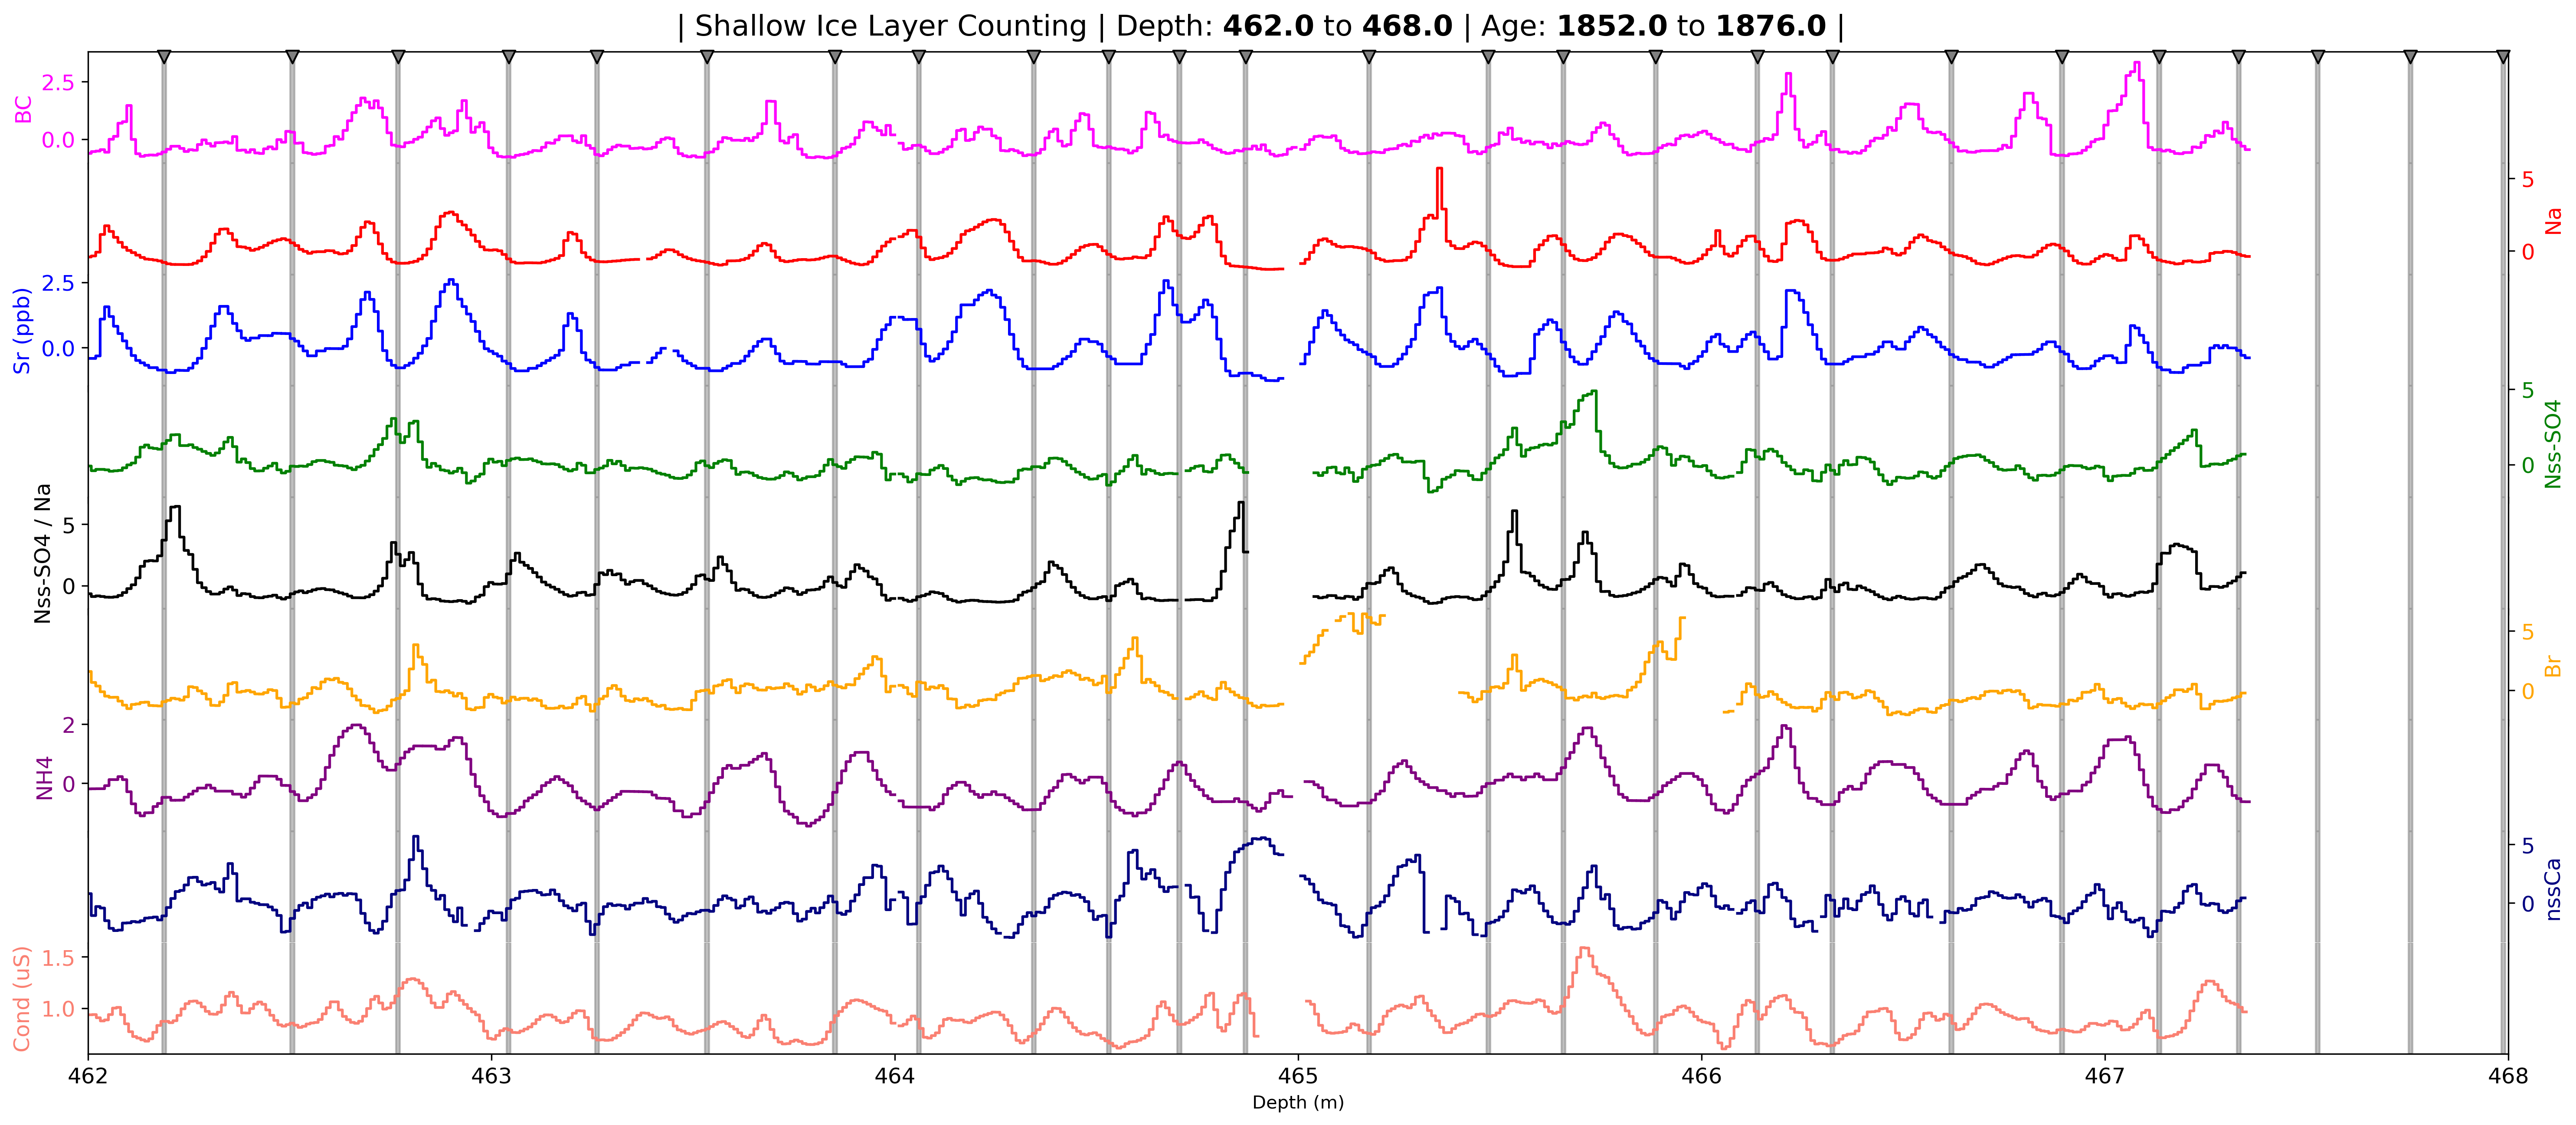 | Shallow Ice Layer Counting | Depth: 462.0 to 468.0 | Age: 1852.0 to 1876.0 |
BC
2.5
0.0
5
0
Na
Sr (ppb)
2.5
0.0
5
0
Nss-SO4
Nss-SO4 / Na
5
0
5
0
Br
NH4
2
0
5
0
nssCa
Cond (uS)
1.5
1.0
462 463 464 465 466 467 468
Depth (m)